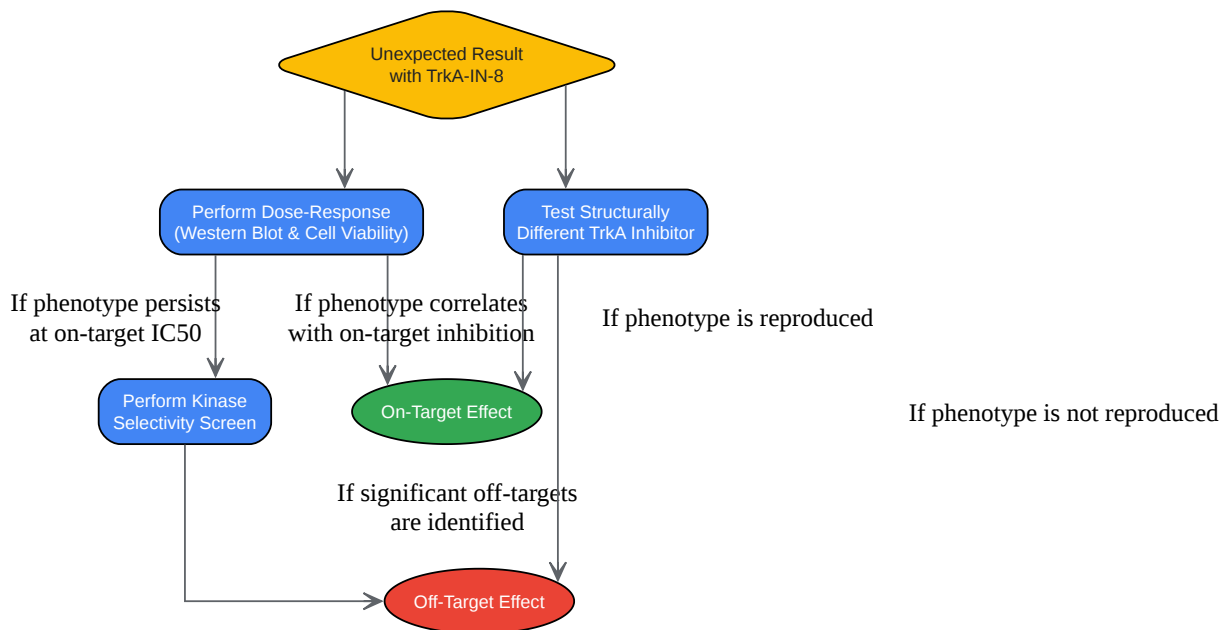 Unexpected Result
with TrkA-IN-8
Perform Dose-Response
(Western Blot & Cell Viability)
Test Structurally
Different TrkA Inhibitor
If phenotype persists
at on-target IC50
If phenotype correlates
with on-target inhibition
If phenotype is reproduced
Perform Kinase
Selectivity Screen
On-Target Effect
If phenotype is not reproduced
If significant off-targets
are identified
Off-Target Effect